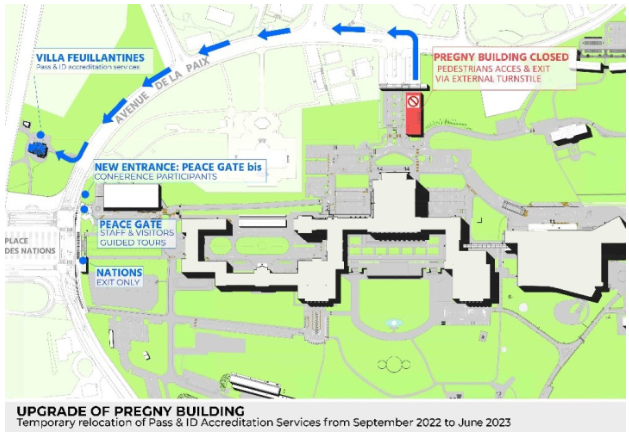 VILLA FEUILLANTINES
Pass & ID accreditation services
AVENUE DE LA PAIX
PREGNY BUILDING CLOSED
PEDESTRIANS ACCES & EXIT
VIA EXTERNAL TURNSTILE
NEW ENTRANCE: PEACE GATE bis
CONFERENCE PARTICIPANTS
PEACE GATE
STAFF & VISITORS
GUIDED TOURS
PLACE
DES NATIONS
NATIONS
EXIT ONLY
UPGRADE OF PREGNY BUILDING
Temporary relocation of Pass & ID Accreditation Services from September 2022 to June 2023